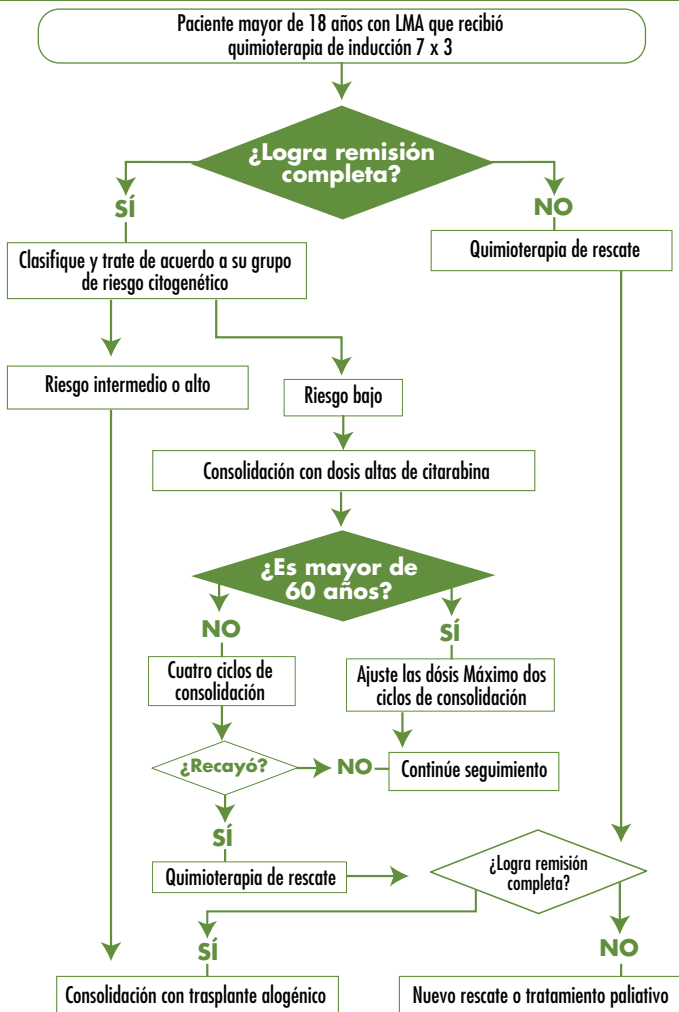 Paciente mayor de 18 años con LMA que recibió
quimioterapia de inducción 7 x 3
¿Logra remisión
completa?
SÍ
NO
Clasifique y trate de acuerdo a su grupo
de riesgo citogenético
Quimioterapia de rescate
Riesgo intermedio o alto
Riesgo bajo
Consolidación con dosis altas de citarabina
¿Es mayor de
60 años?
NO
SÍ
Cuatro ciclos de
consolidación
Ajuste las dósis Máximo dos
ciclos de consolidación
¿Recayó?
NO
Continúe seguimiento
SÍ
Quimioterapia de rescate
¿Logra remisión
completa?
SÍ
NO
Consolidación con trasplante alogénico
Nuevo rescate o tratamiento paliativo